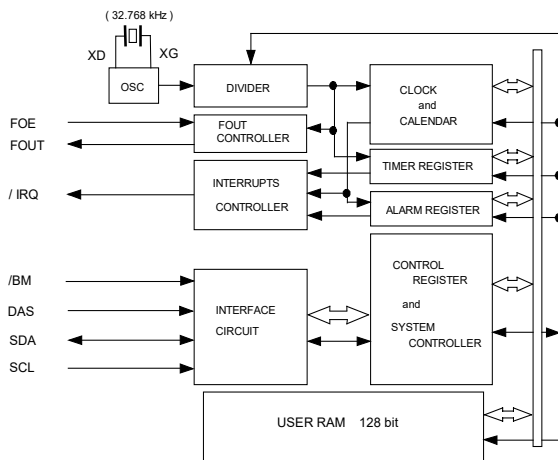 ( 32.768 kHz )
XD
XG
OSC
DIVIDER
CLOCK
and
CALENDAR
FOE
FOUT
FOUT
CONTROLLER
TIMER REGISTER
/ IRQ
INTERRUPTS
CONTROLLER
ALARM REGISTER
/BM
DAS
SDA
SCL
INTERFACE
CIRCUIT
CONTROL
REGISTER
and
SYSTEM
CONTROLLER
USER RAM 128 bit